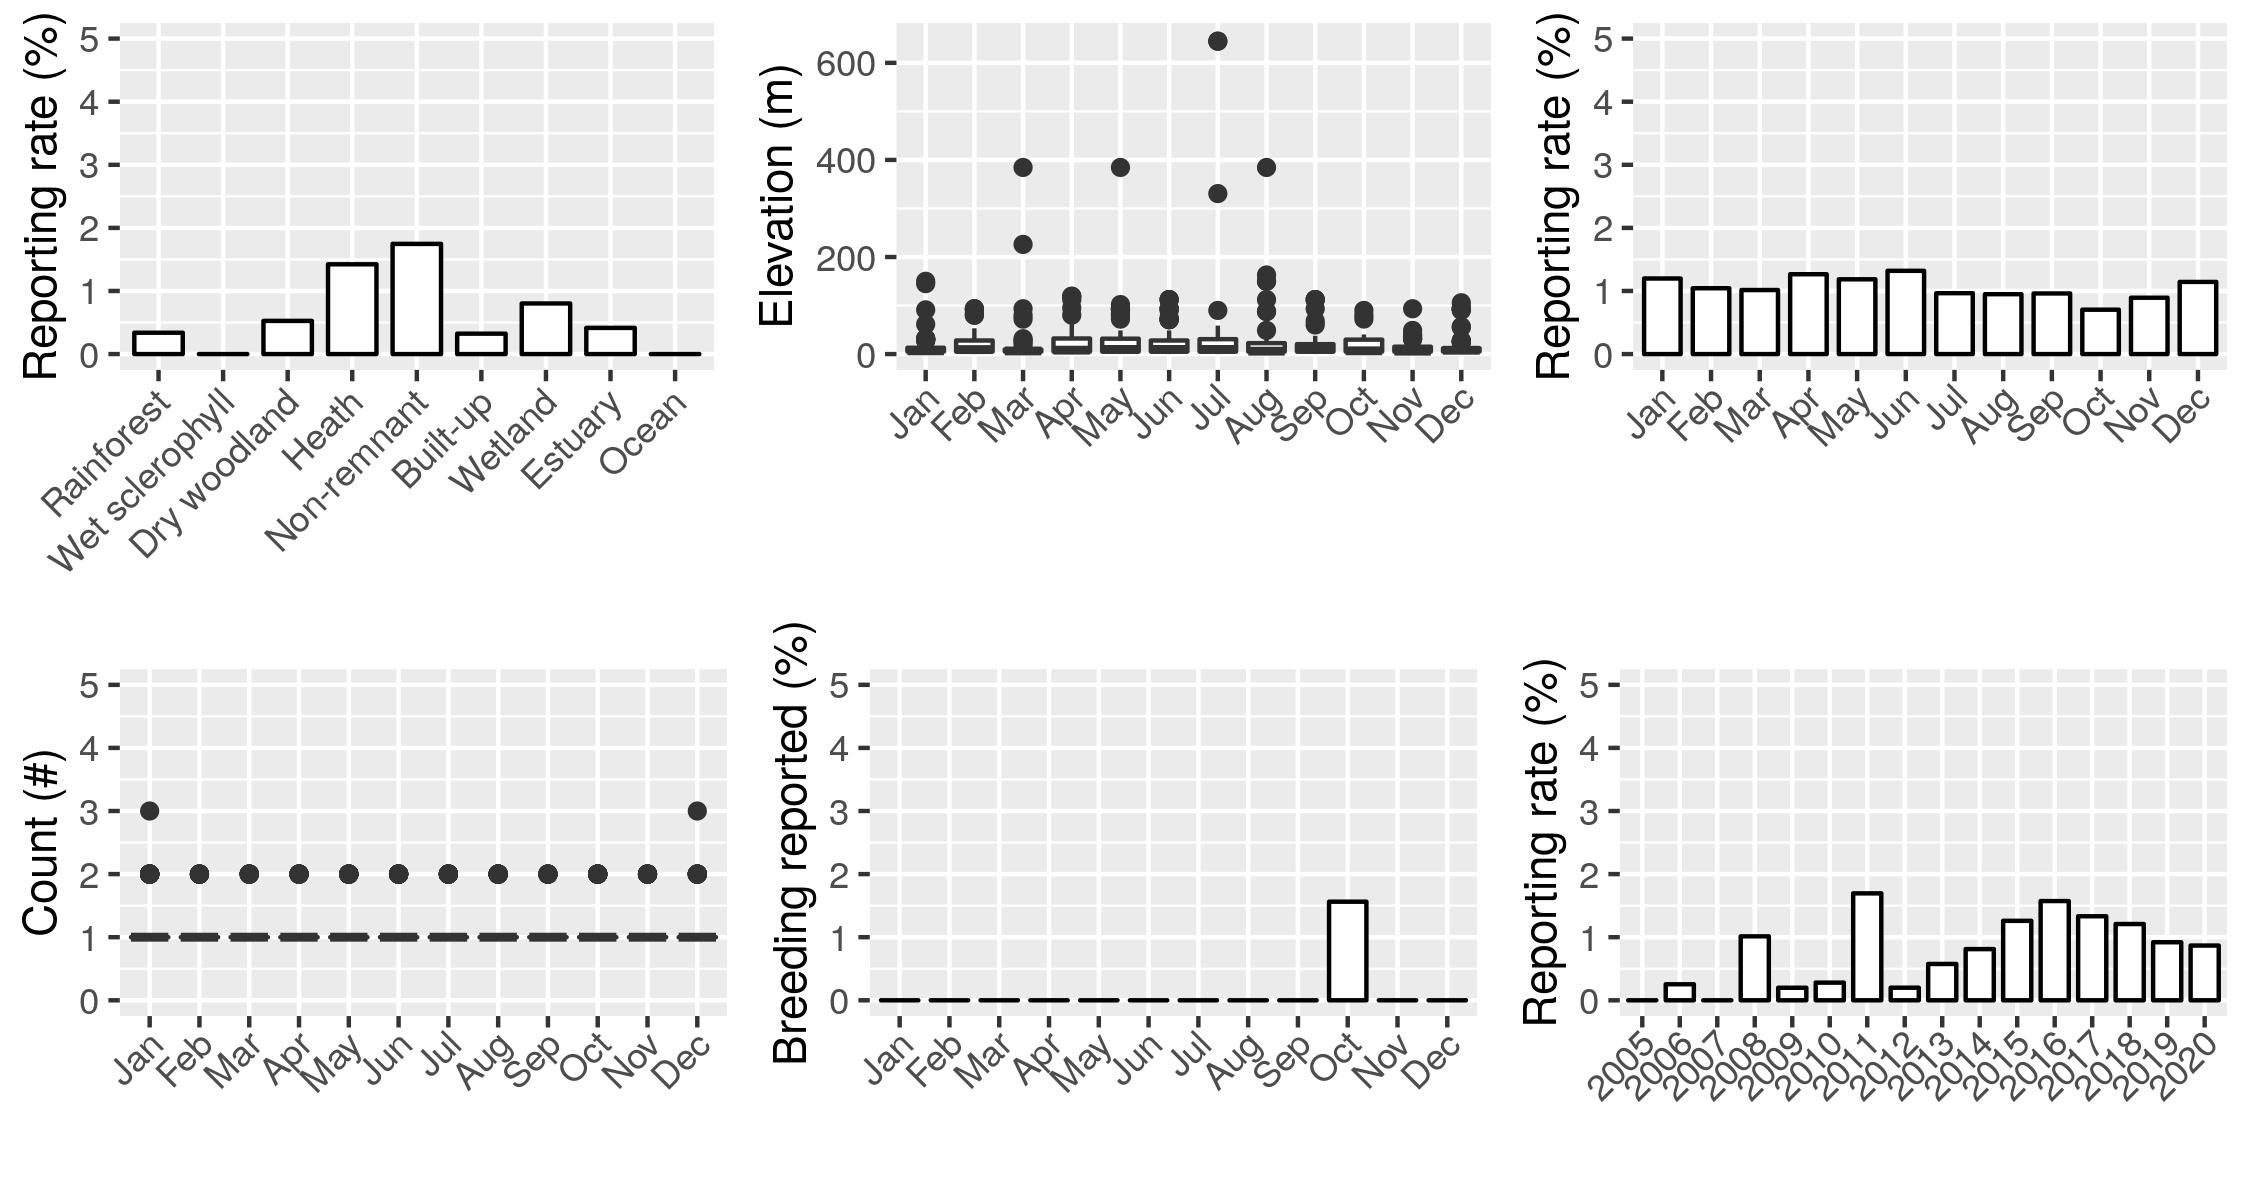 Reporting rate (%)
5
4
3
2
1
0
Rainforest
Wet sclerophyll
Dry woodland
Heath
Non-remnant
Built-up
Wetland
Estuary
Ocean
Elevation (m)
600
400
200
0
Jan
Feb
Mar
Apr
May
Jun
Jul
Aug
Sep
Oct
Nov
Dec
Reporting rate (%)
5
4
3
2
1
0
Jan
Feb
Mar
Apr
May
Jun
Jul
Aug
Sep
Oct
Nov
Dec
Count (#)
5
4
3
2
1
0
Jan
Feb
Mar
Apr
May
Jun
Jul
Aug
Sep
Oct
Nov
Dec
Breeding reported (%)
5
4
3
2
1
0
Jan
Feb
Mar
Apr
May
Jun
Jul
Aug
Sep
Oct
Nov
Dec
Reporting rate (%)
5
4
3
2
1
0
2005
2006
2007
2008
2009
2010
2011
2012
2013
2014
2015
2016
2017
2018
2019
2020